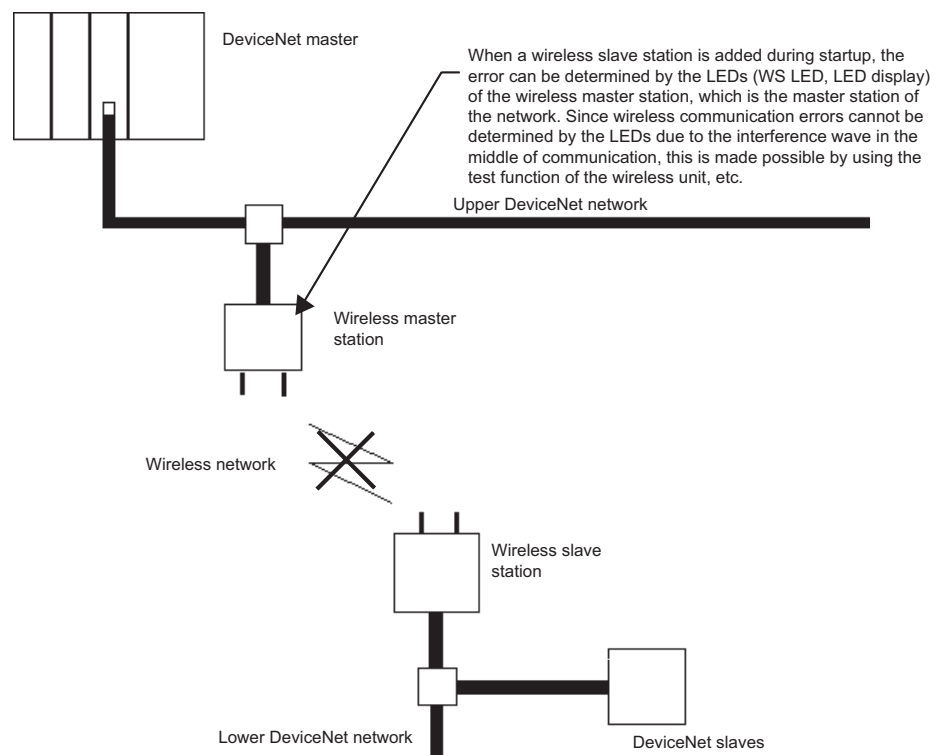 DeviceNet master
When a wireless slave station is added during startup, the
error can be determined by the LEDs (WS LED, LED display)
of the wireless master station, which is the master station of
the network. Since wireless communication errors cannot be
determined by the LEDs due to the interference wave in the
middle of communication, this is made possible by using the
test function of the wireless unit, etc.
Upper DeviceNet network
Wireless master
station
Wireless network
Wireless slave
station
Lower DeviceNet network
DeviceNet slaves